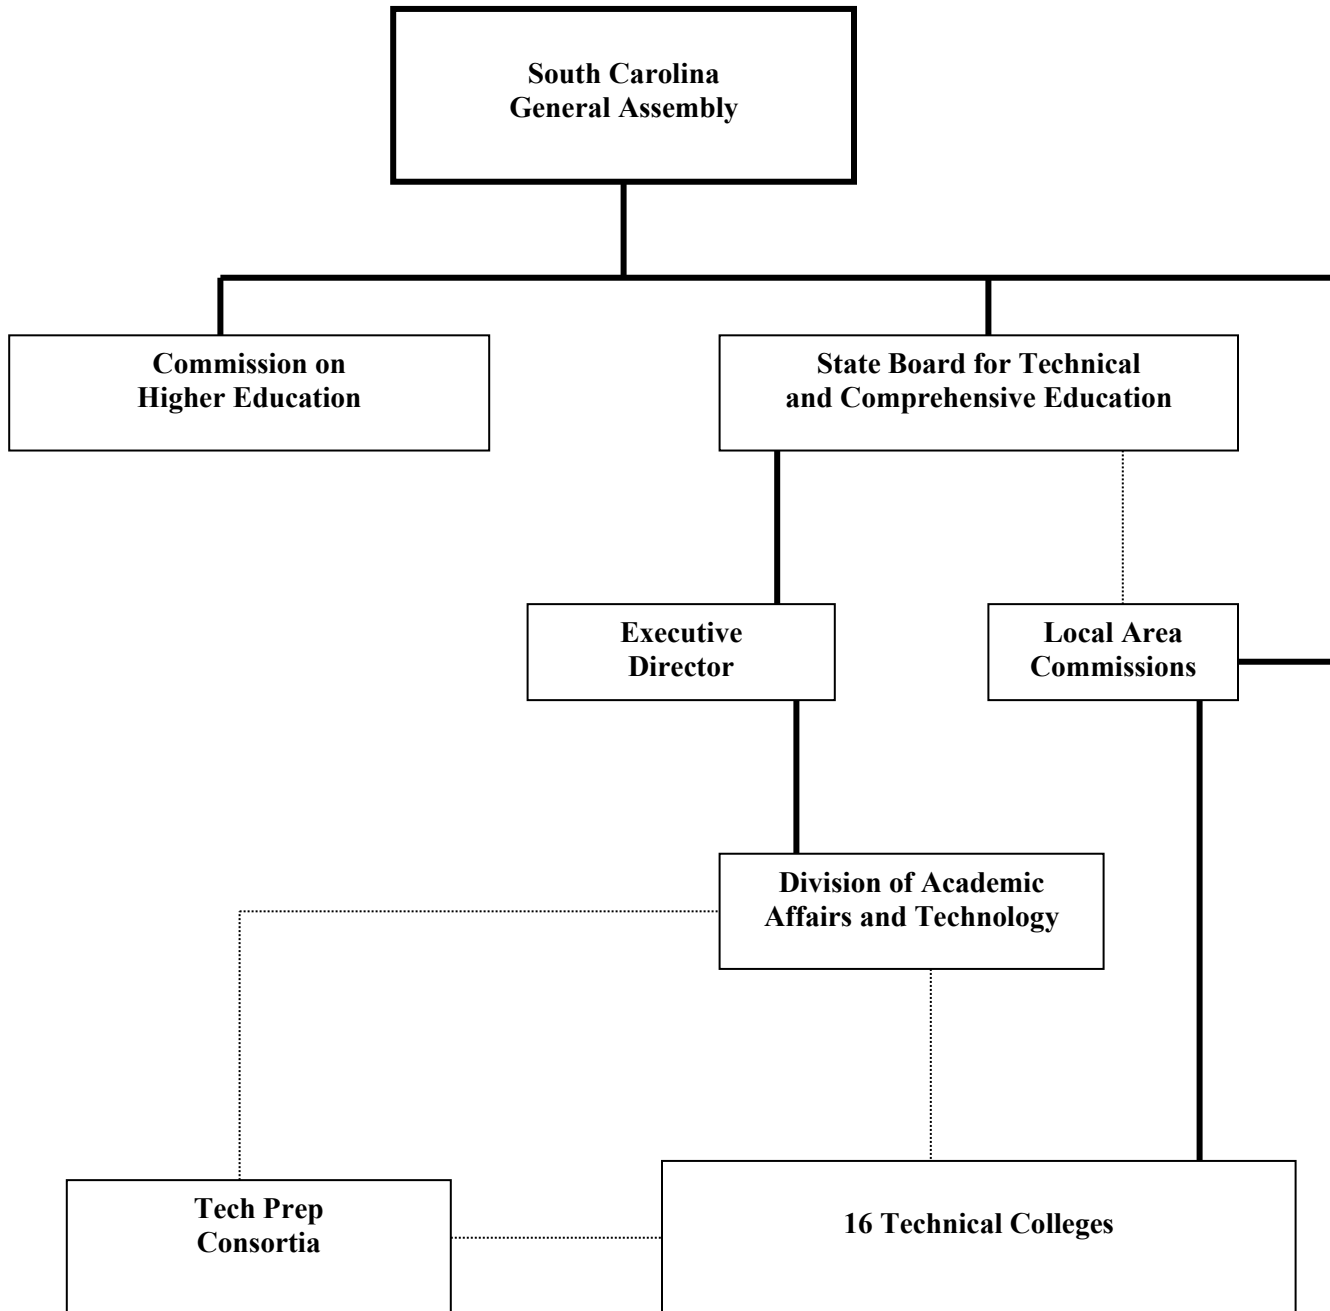 South Carolina
General Assembly
Commission on
Higher Education
State Board for Technical
and Comprehensive Education
Executive
Director
Local Area
Commissions
Division of Academic
Affairs and Technology
Tech Prep
Consortia
16 Technical Colleges